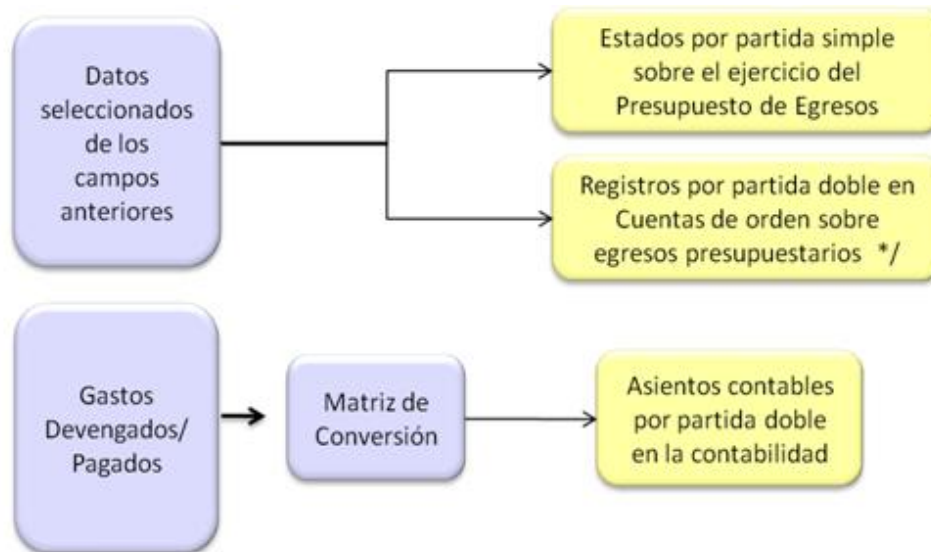 Datos
seleccionados
de los
campos
anteriores
Estados por partida simple
sobre el ejercicio del
Presupuesto de Egresos
Registros por partida doble en
Cuentas de orden sobre
egresos presupuestarios */
Gastos
Devengados/
Pagados
Matriz de
Conversión
Asientos contables
por partida doble
en la contabilidad